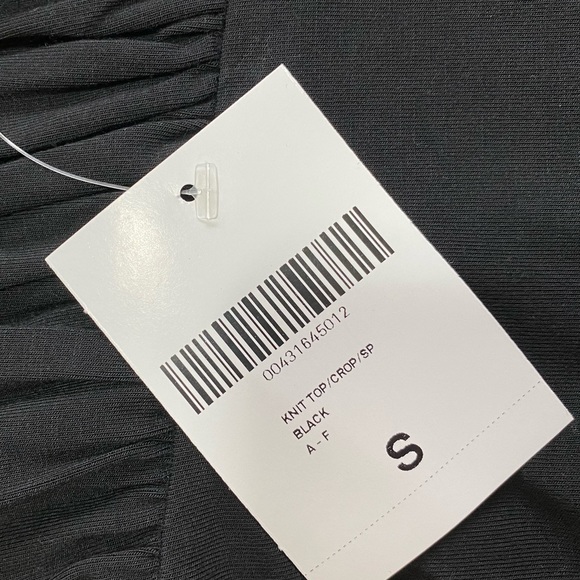 00431645012
KNIT TOP/CROP/SP
BLACK
A - F
S